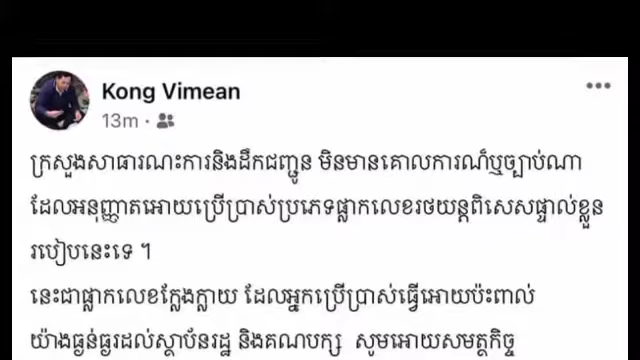 Kong Vimean
13m ·
ក្រសួងសាធារណះការនិងដឹកជញ្ជូន មិនមានគោលការណ៏ឬច្បាប់ណា
ដែលអនុញ្ញាតអោយប្រើប្រាស់ប្រភេទផ្លាកលេខរថយន្តពិសេសផ្ទាល់ខ្លួន
របៀបនេះទេ ។
នេះជាផ្លាកលេខក្លែងក្លាយ ដែលអ្នកប្រើប្រាស់ធ្វើអោយប៉ះពាល់
យ៉ាងធ្ងន់ធ្ងរដល់ស្ថាប័នរដ្ឋ និងគណបក្ស សូមអោយសមត្ថកិច្ច